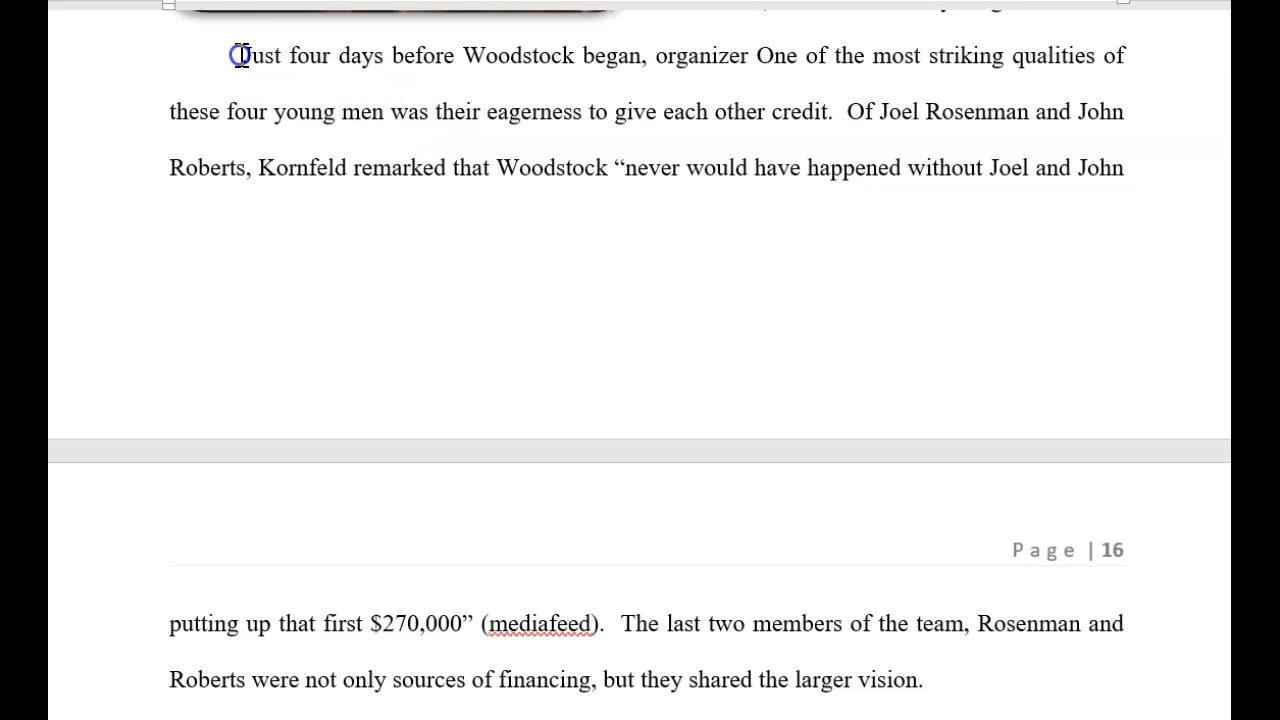 Just four days before Woodstock began, organizer One of the most striking qualities of
these four young men was their eagerness to give each other credit.  Of Joel Rosenman and John
Roberts, Kornfeld remarked that Woodstock “never would have happened without Joel and John
Page | 16
putting up that first $270,000” (mediafeed).  The last two members of the team, Rosenman and
Roberts were not only sources of financing, but they shared the larger vision.